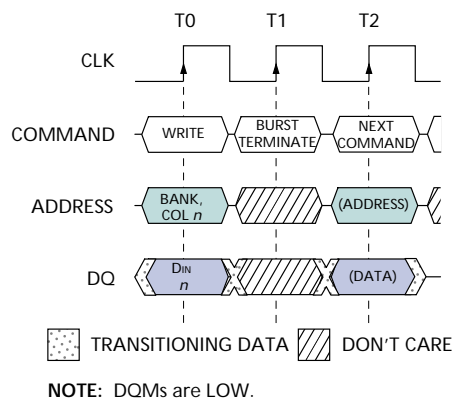 T0 T1 T2
CLK
COMMAND WRITE BURST TERMINATE NEXT COMMAND
ADDRESS BANK, COL n (ADDRESS)
DQ DIN n (DATA)
TRANSITIONING DATA DON'T CARE
NOTE: DQMs are LOW.